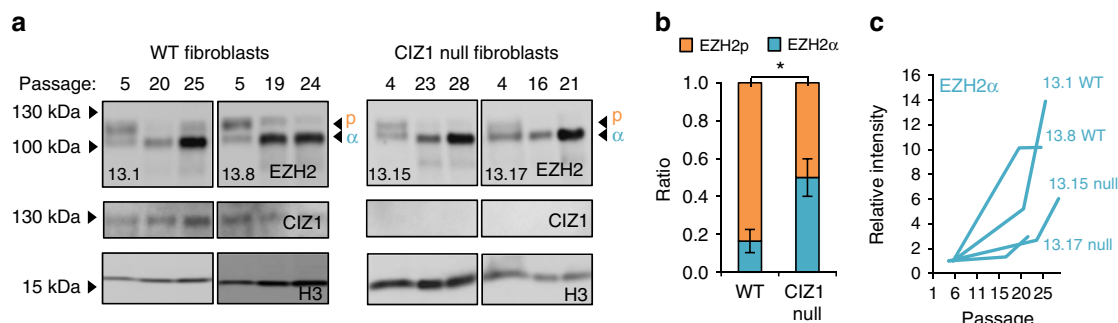 a
WT fibroblasts
CIZ1 null fibroblasts
Passage: 5 20 25 5 19 24 4 23 28 4 16 21
130 kDa
100 kDa
p
α
13.1
13.8
EZH2
13.15
13.17
EZH2
130 kDa
CIZ1
CIZ1
15 kDa
H3
H3
b
EZH2p EZH2α
*
Ratio
1.0
0.8
0.6
0.4
0.2
0.0
WT
CIZ1
null
c
EZH2α
Relative intensity
16
14
12
10
8
6
4
2
0
13.1 WT
13.8 WT
13.15 null
13.17 null
1 6 11 15 20 25
Passage